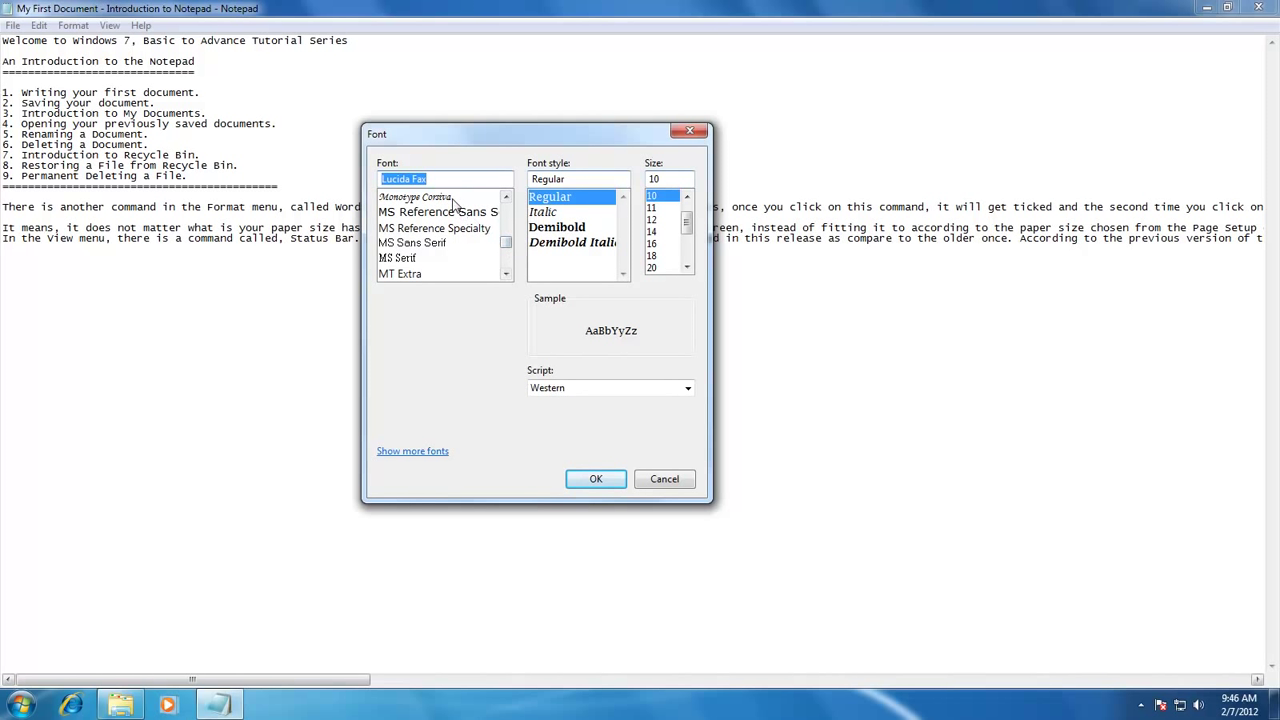 My First Document - Introduction to Notepad - Notepad
File Edit Format View Help
Welcome to Windows 7, Basic to Advance Tutorial Series
An Introduction to the Notepad
==============================
1. Writing your first document.
2. Saving your document.
3. Introduction to My Documents.
4. Opening your previously saved documents.
5. Renaming a Document.
6. Deleting a Document.
7. Introduction to Recycle Bin.
8. Restoring a File from Recycle Bin.
9. Permanent Deleting a File.
===========================================
There is another command in the Format menu, called Word s, once you click on this command, it will get ticked and the second time you click on
It means, it does not matter what is your paper size has reen, instead of fitting it to according to the paper size chosen from the Page Setup
In the View menu, there is a command called, Status Bar. d in this release as compare to the older once. According to the previous version of t
Font
Font: Font style: Size:
Lucida Fax Regular 10
Monotype Corsiva Regular 10
MS Reference Sans S Italic 11
MS Reference Specialty Demibold 12
MS Sans Serif Demibold Itali 14
MS Serif 16
MT Extra 18
20
Sample
AaBbYyZz
Script:
Western
Show more fonts
OK Cancel
9:46 AM
2/7/2012